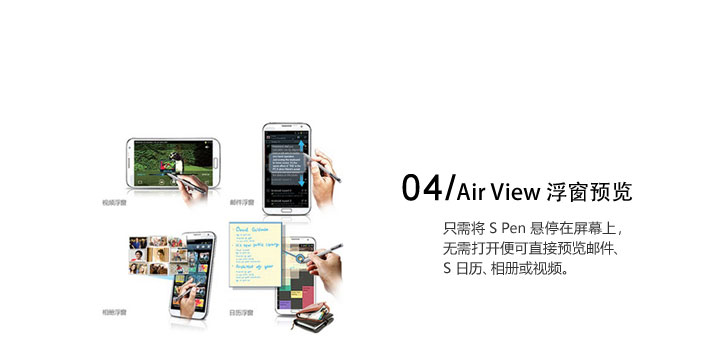 视频浮窗
邮件浮窗
相册浮窗
日历浮窗
04/Air View 浮窗预览
只需将 S Pen 悬停在屏幕上，
无需打开便可直接预览邮件、
S 日历、相册或视频。